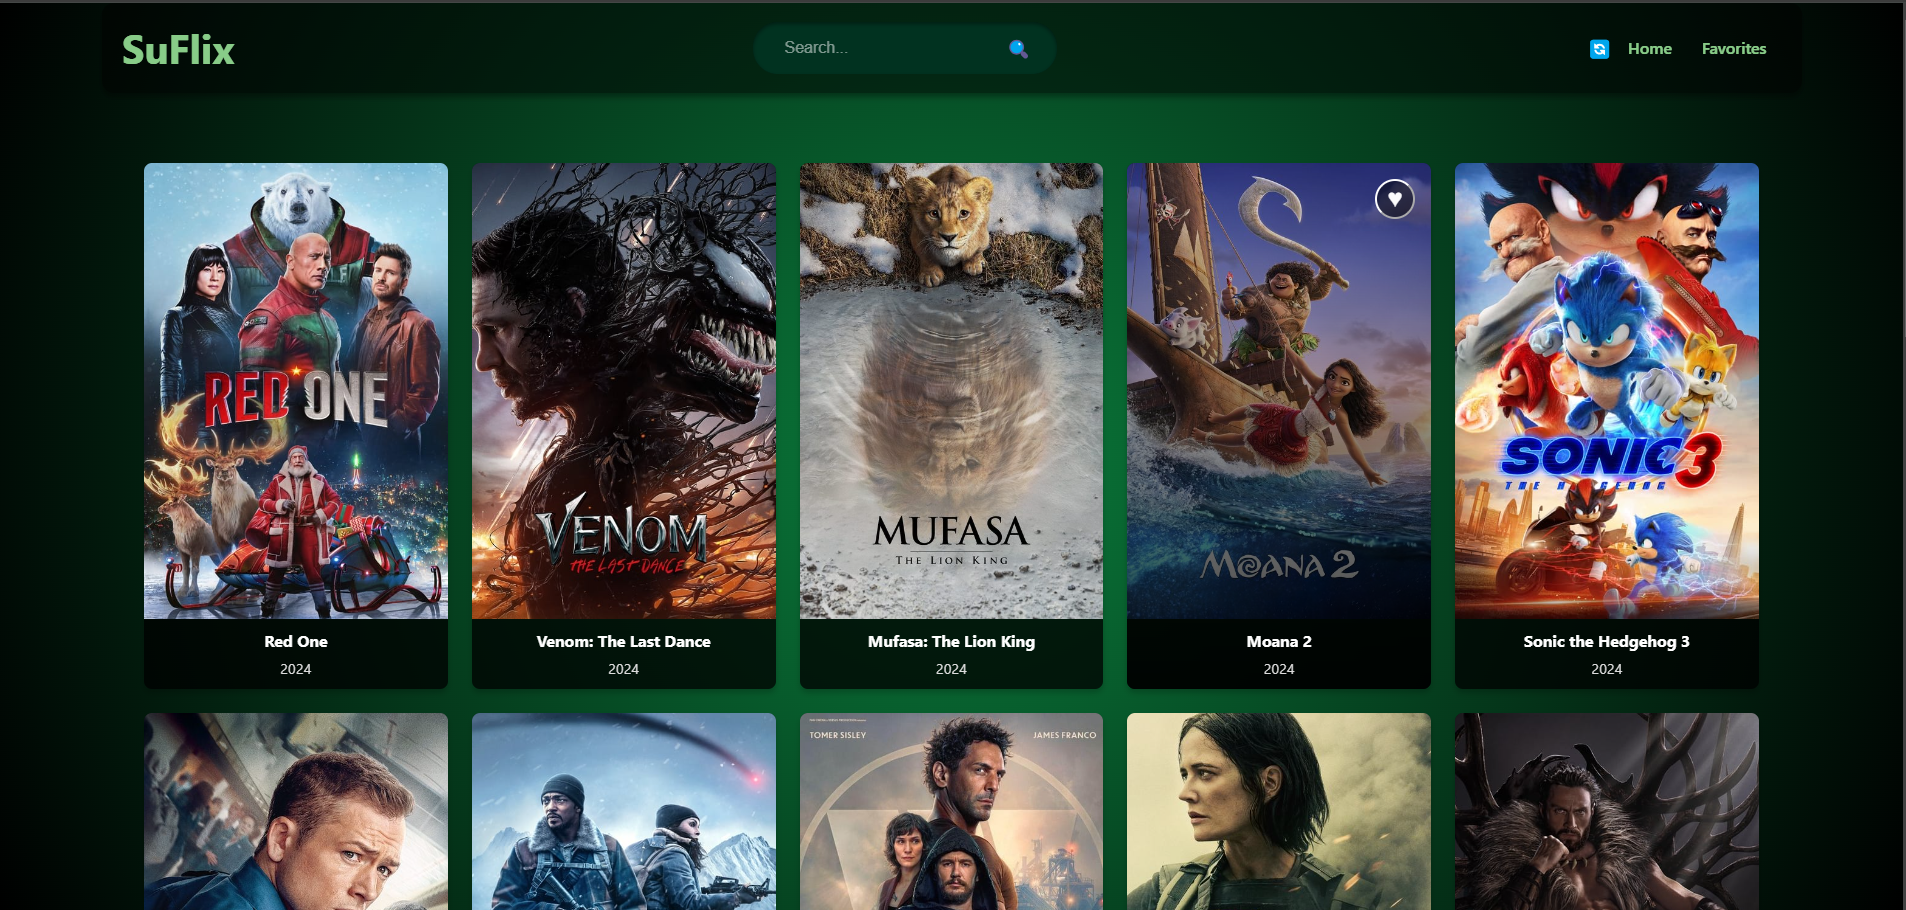 SuFlix
Search...
Home
Favorites
RED ONE
VENOM
THE LAST DANCE
MUFASA
THE LION KING
MOANA 2
SONIC 3
THE HEDGEHOG
Red One
2024
Venom: The Last Dance
2024
Mufasa: The Lion King
2024
Moana 2
2024
Sonic the Hedgehog 3
2024
TOMER SISLEY
JAMES FRANCO